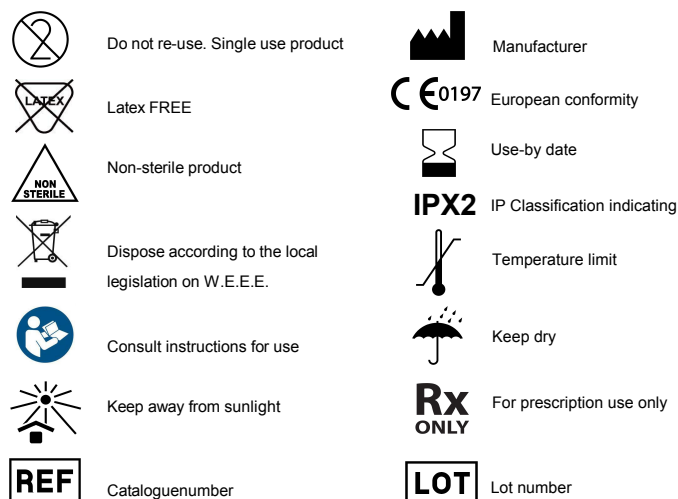 2
Do not re-use. Single use product
LATEX
Latex FREE
NON
STERILE
Non-sterile product
Dispose according to the local
legislation on W.E.E.E.
Consult instructions for use
Keep away from sunlight
REF
Cataloguenumber
Manufacturer
CE0197
European conformity
Use-by date
IPX2
IP Classification indicating
Temperature limit
Keep dry
Rx
ONLY
For prescription use only
LOT
Lot number